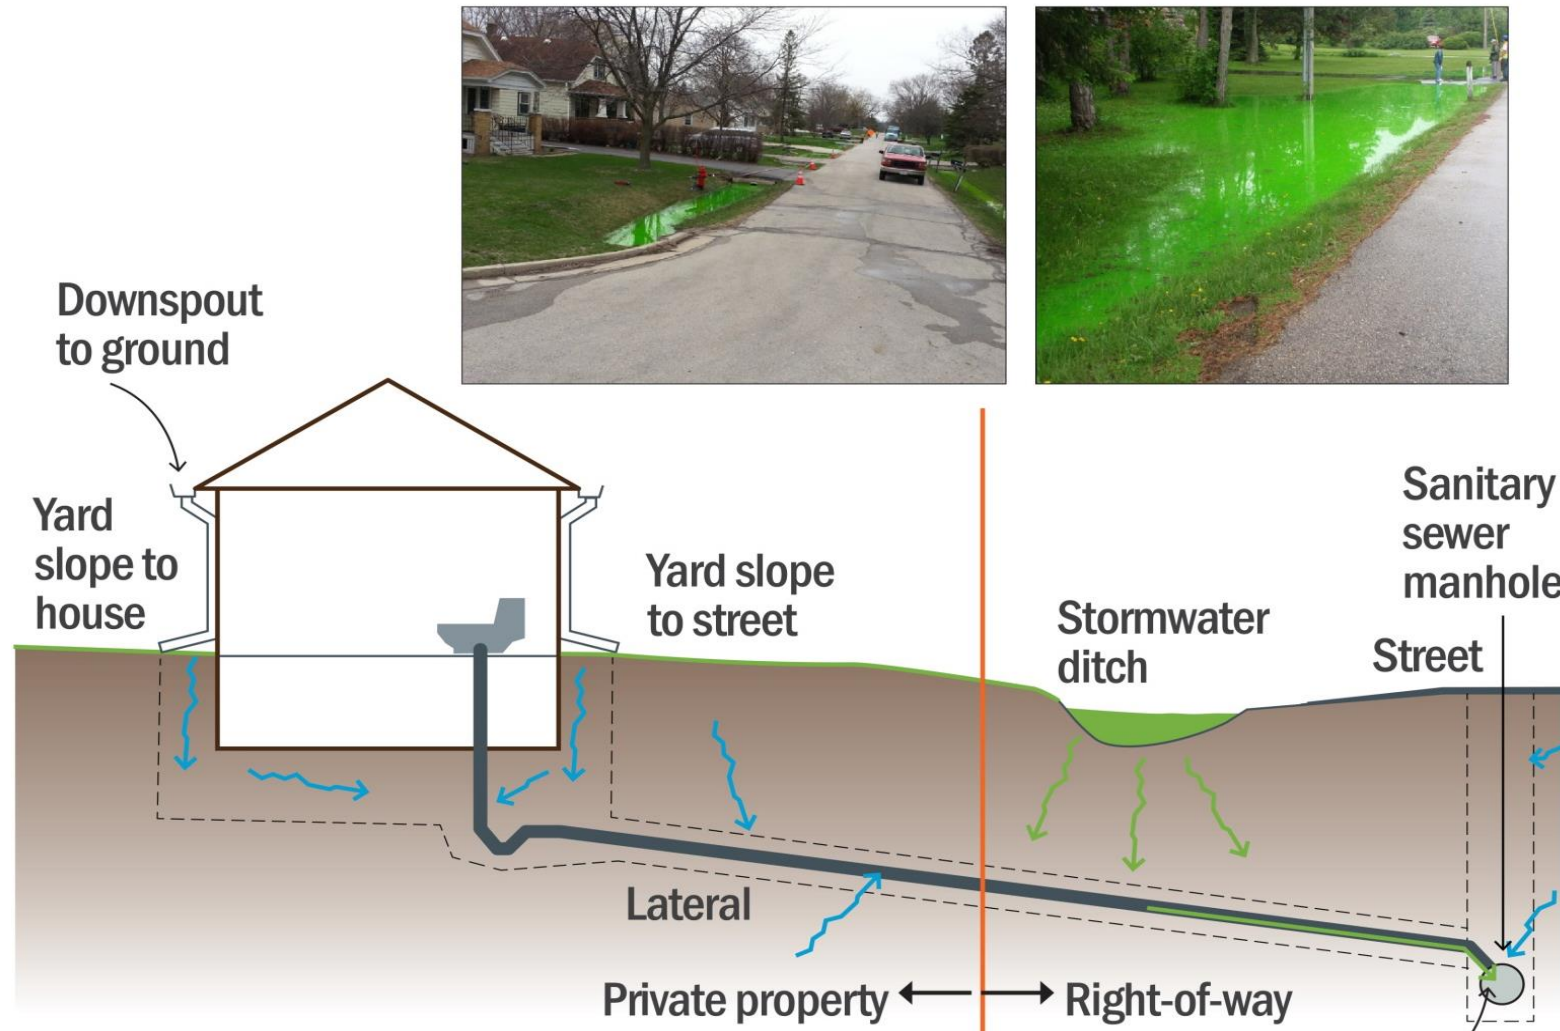 Downspout
to ground
Yard
slope to
house
Yard slope
to street
Stormwater
ditch
Sanitary
sewer
manhole
Street
Lateral
Private property
Right-of-way